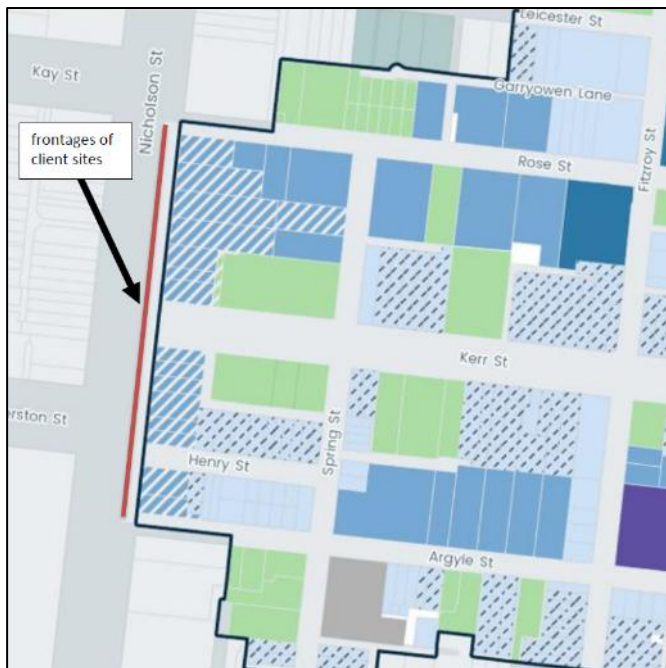 Leicester St
Kay St
Nicholson St
Garryowen Lane
frontages of
client sites
Rose St
Fitzroy St
Kerr St
erston St
Spring St
Henry St
Argyle St